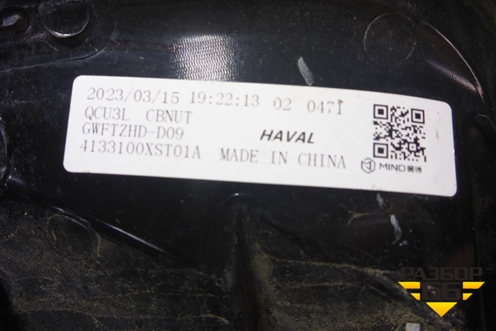 2023/03/15 19:22:13 02 0471
QCU3L CBNUT
GWFTZHD-D09 HAVAL
4133100XST01A MADE IN CHINA
MIND
РАЗБОР
66